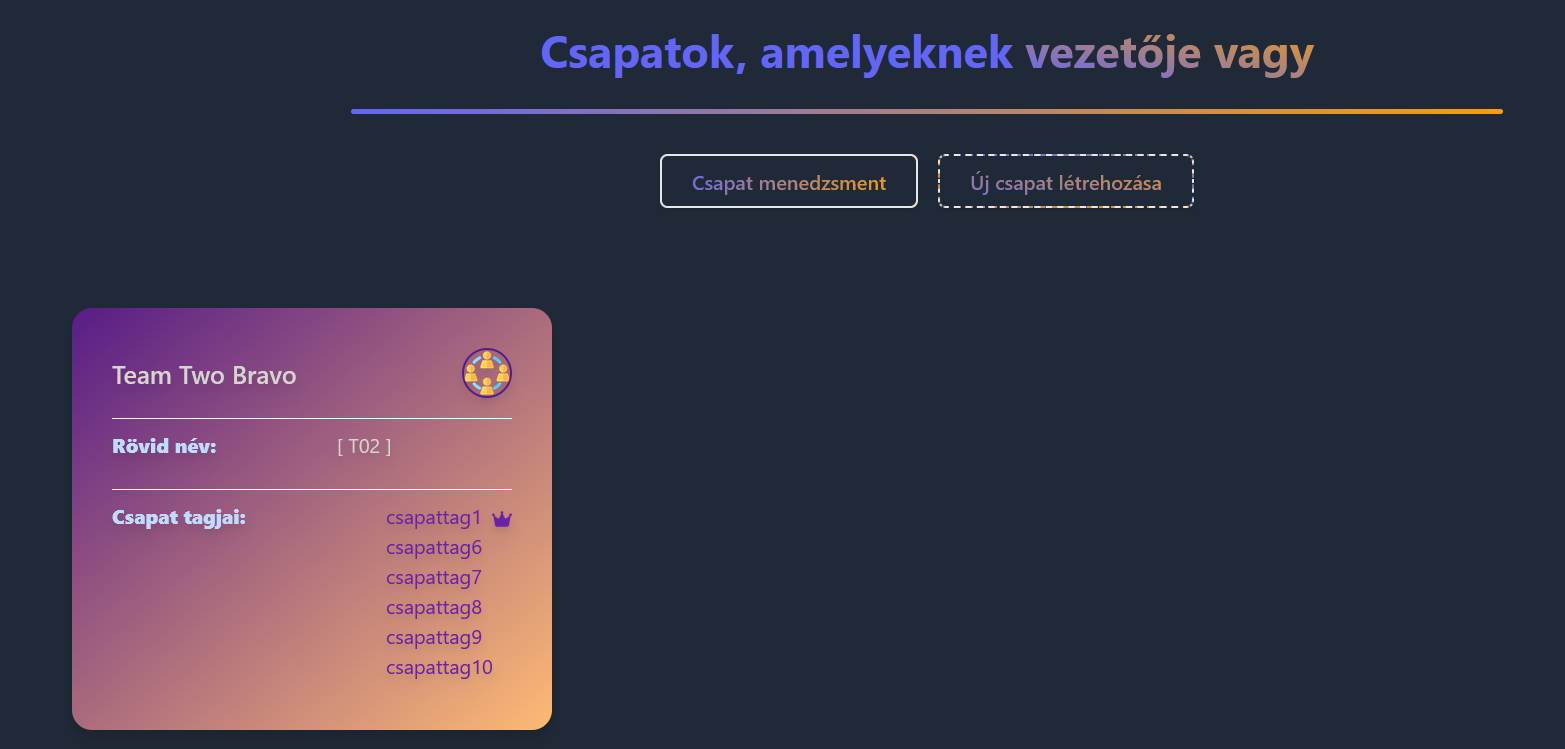 Csapatok, amelyeknek vezetője vagy
Csapat menedzsment
Új csapat létrehozása
Team Two Bravo
Rövid név: [ T02 ]
Csapat tagjai: csapattag1
csapattag6
csapattag7
csapattag8
csapattag9
csapattag10